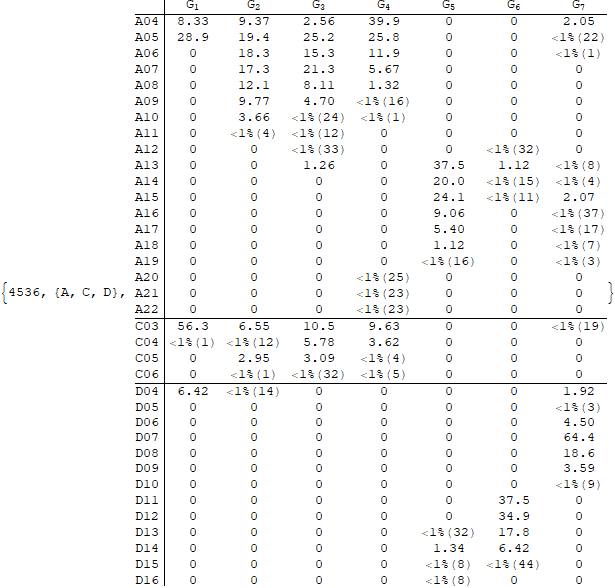 G1 G2 G3 G4 G5 G6 G7
A04 8.33 9.37 2.56 39.9 0 0 2.05
A05 28.9 19.4 25.2 25.8 0 0 <1%(22)
A06 0 18.3 15.3 11.9 0 0 <1%(1)
A07 0 17.3 21.3 5.67 0 0 0
A08 0 12.1 8.11 1.32 0 0 0
A09 0 9.77 4.70 <1%(16) 0 0 0
A10 0 3.66 <1%(24) <1%(1) 0 0 0
A11 0 <1%(4) <1%(12) 0 0 0 0
A12 0 0 <1%(33) 0 0 <1%(32) 0
A13 0 0 1.26 0 37.5 1.12 <1%(8)
A14 0 0 0 0 20.0 <1%(15) <1%(4)
A15 0 0 0 0 24.1 <1%(11) 2.07
A16 0 0 0 0 9.06 0 <1%(37)
A17 0 0 0 0 5.40 0 <1%(17)
A18 0 0 0 0 1.12 0 <1%(7)
A19 0 0 0 0 <1%(16) 0 <1%(3)
A20 0 0 0 <1%(25) 0 0 0
{4536, {A, C, D}, A21 0 0 0 <1%(23) 0 0 0 }
A22 0 0 0 <1%(23) 0 0 0
C03 56.3 6.55 10.5 9.63 0 0 <1%(19)
C04 <1%(1) <1%(12) 5.78 3.62 0 0 0
C05 0 2.95 3.09 <1%(4) 0 0 0
C06 0 <1%(1) <1%(32) <1%(5) 0 0 0
D04 6.42 <1%(14) 0 0 0 0 1.92
D05 0 0 0 0 0 0 <1%(3)
D06 0 0 0 0 0 0 4.50
D07 0 0 0 0 0 0 64.4
D08 0 0 0 0 0 0 18.6
D09 0 0 0 0 0 0 3.59
D10 0 0 0 0 0 0 <1%(9)
D11 0 0 0 0 0 37.5 0
D12 0 0 0 0 0 34.9 0
D13 0 0 0 0 <1%(32) 17.8 0
D14 0 0 0 0 1.34 6.42 0
D15 0 0 0 0 <1%(8) <1%(44) 0
D16 0 0 0 0 <1%(8) 0 0